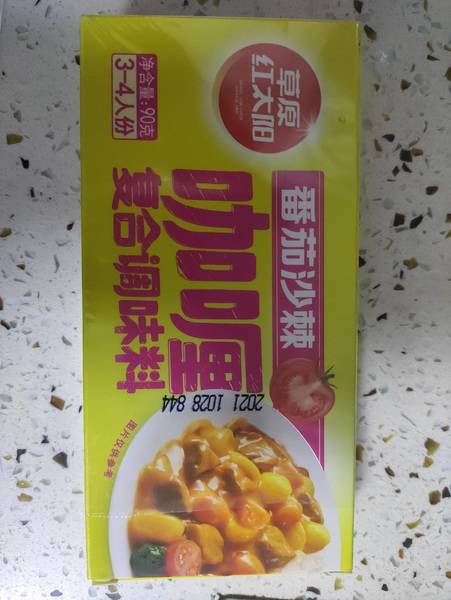 草原
红太阳
净含量:90克
3-4人份
番茄沙棘
咖喱
复合调味料
2021 1028 844
图片仅供参考